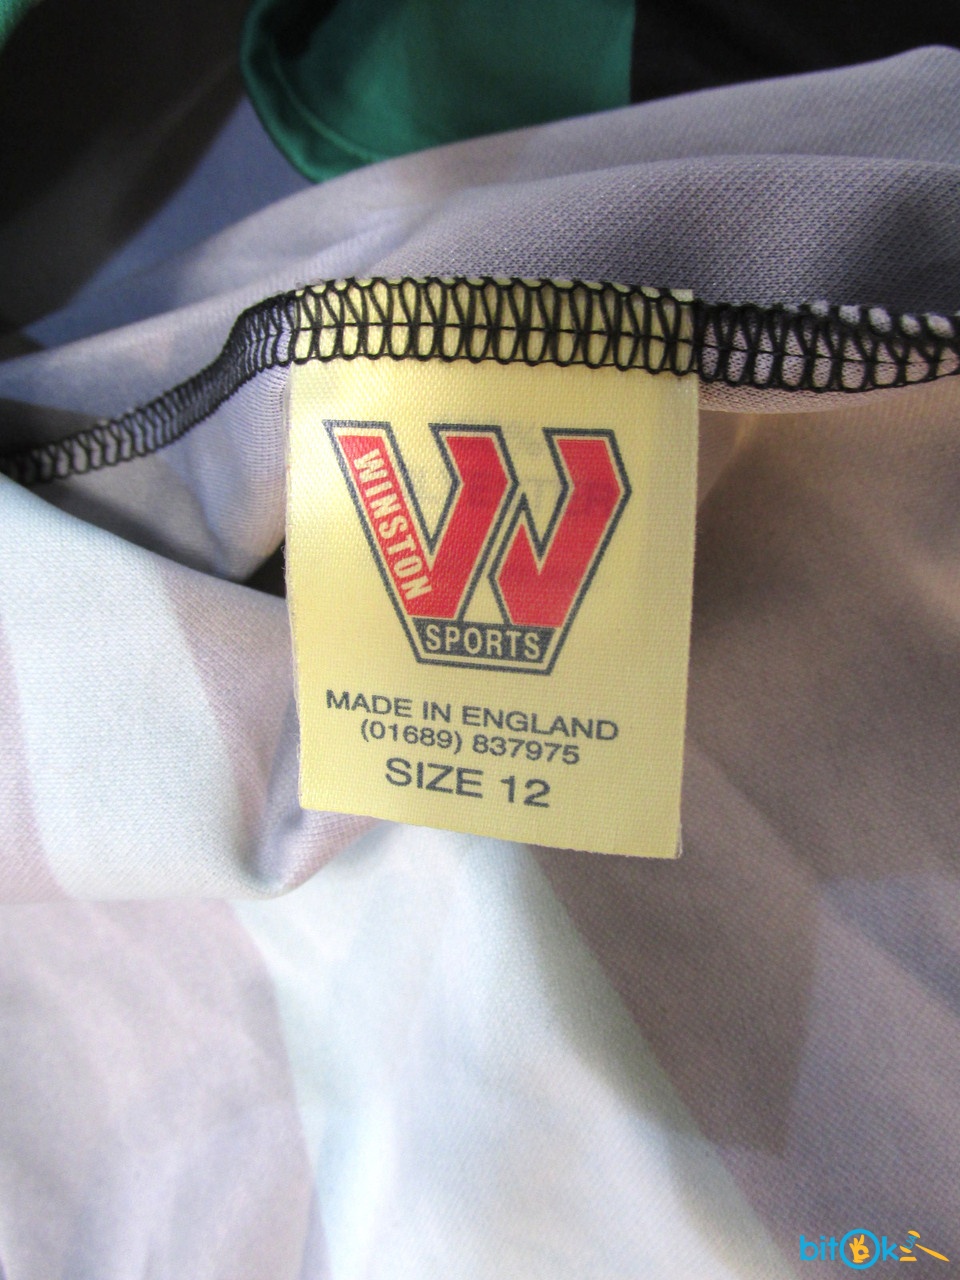 WINSTON
SPORTS
MADE IN ENGLAND
(01689) 837975
SIZE 12
bitOk